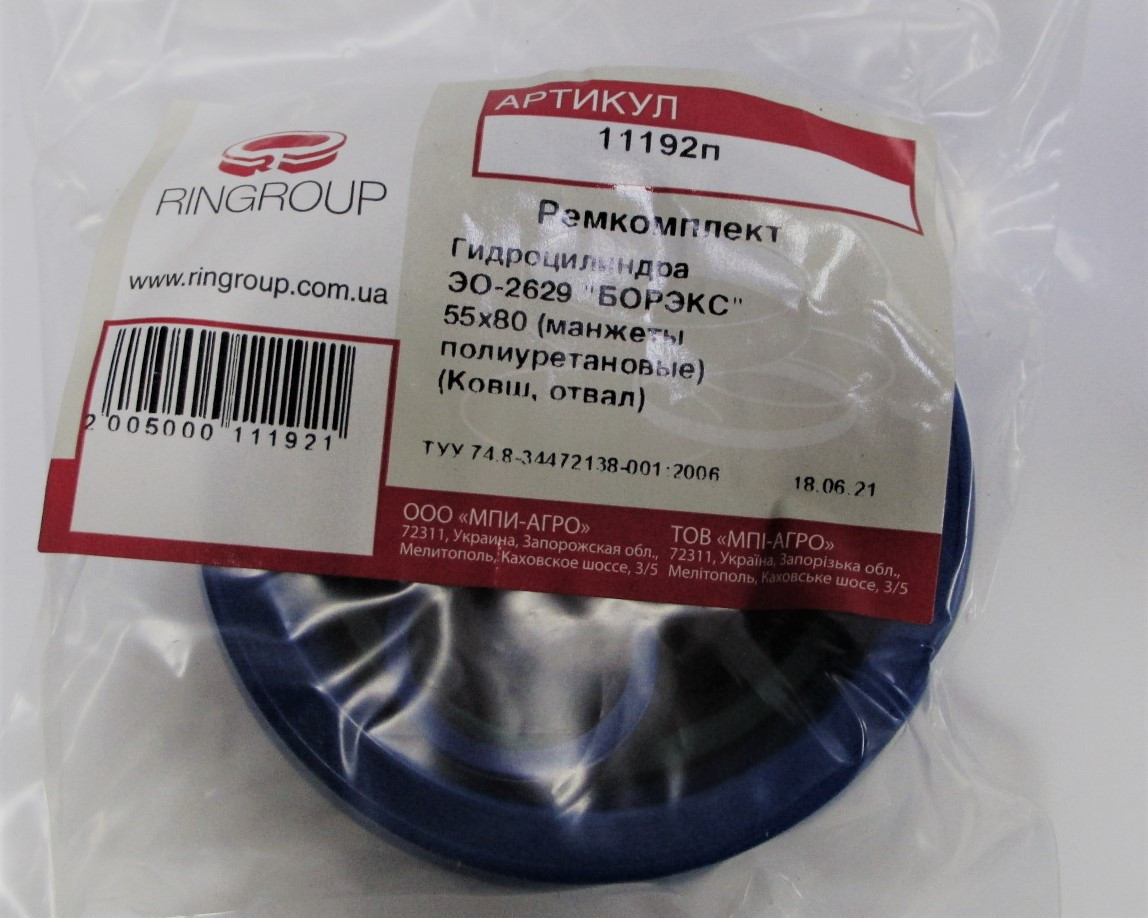 RINGROUP
www.ringroup.com.ua
2 005000 111921
АРТИКУЛ
11192п
Ремкомплект
Гидроцилиндра
ЭО-2629 "БОРЭКС"
55х80 (манжеты
полиуретановые)
(Ковш, отвал)
ТУУ 74.8-34472138-001:2006
18.06.21
ООО «МПИ-АГРО»
72311, Украина, Запорожская обл.,
Мелитополь, Каховское шоссе, 3/5
ТОВ «МПІ-АГРО»
72311, Україна, Запорізька обл.,
Мелітополь, Каховське шосе, 3/5